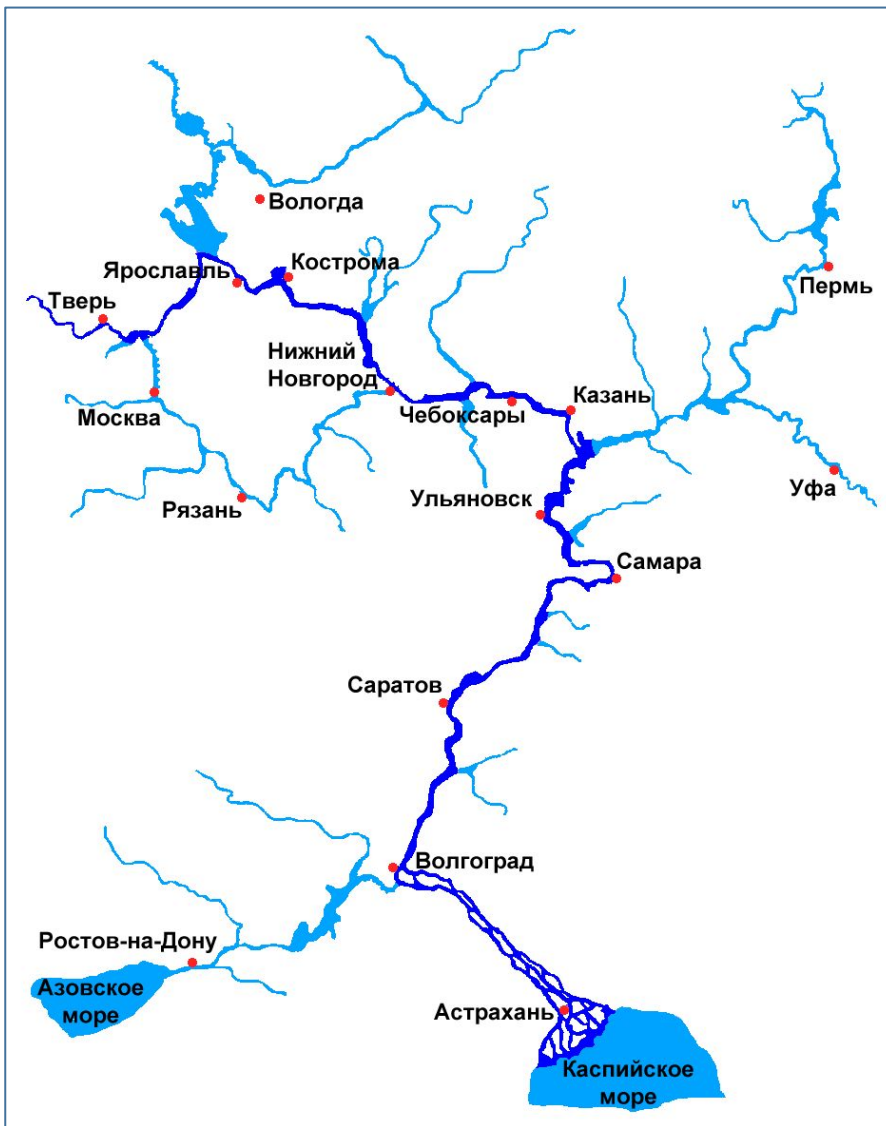 Вологда
Ярославль
Кострома
Тверь
Пермь
Нижний
Новгород
Москва
Чебоксары
Казань
Рязань
Ульяновск
Уфа
Самара
Саратов
Волгоград
Ростов-на-Дону
Азовское
море
Астрахань
Каспийское
море